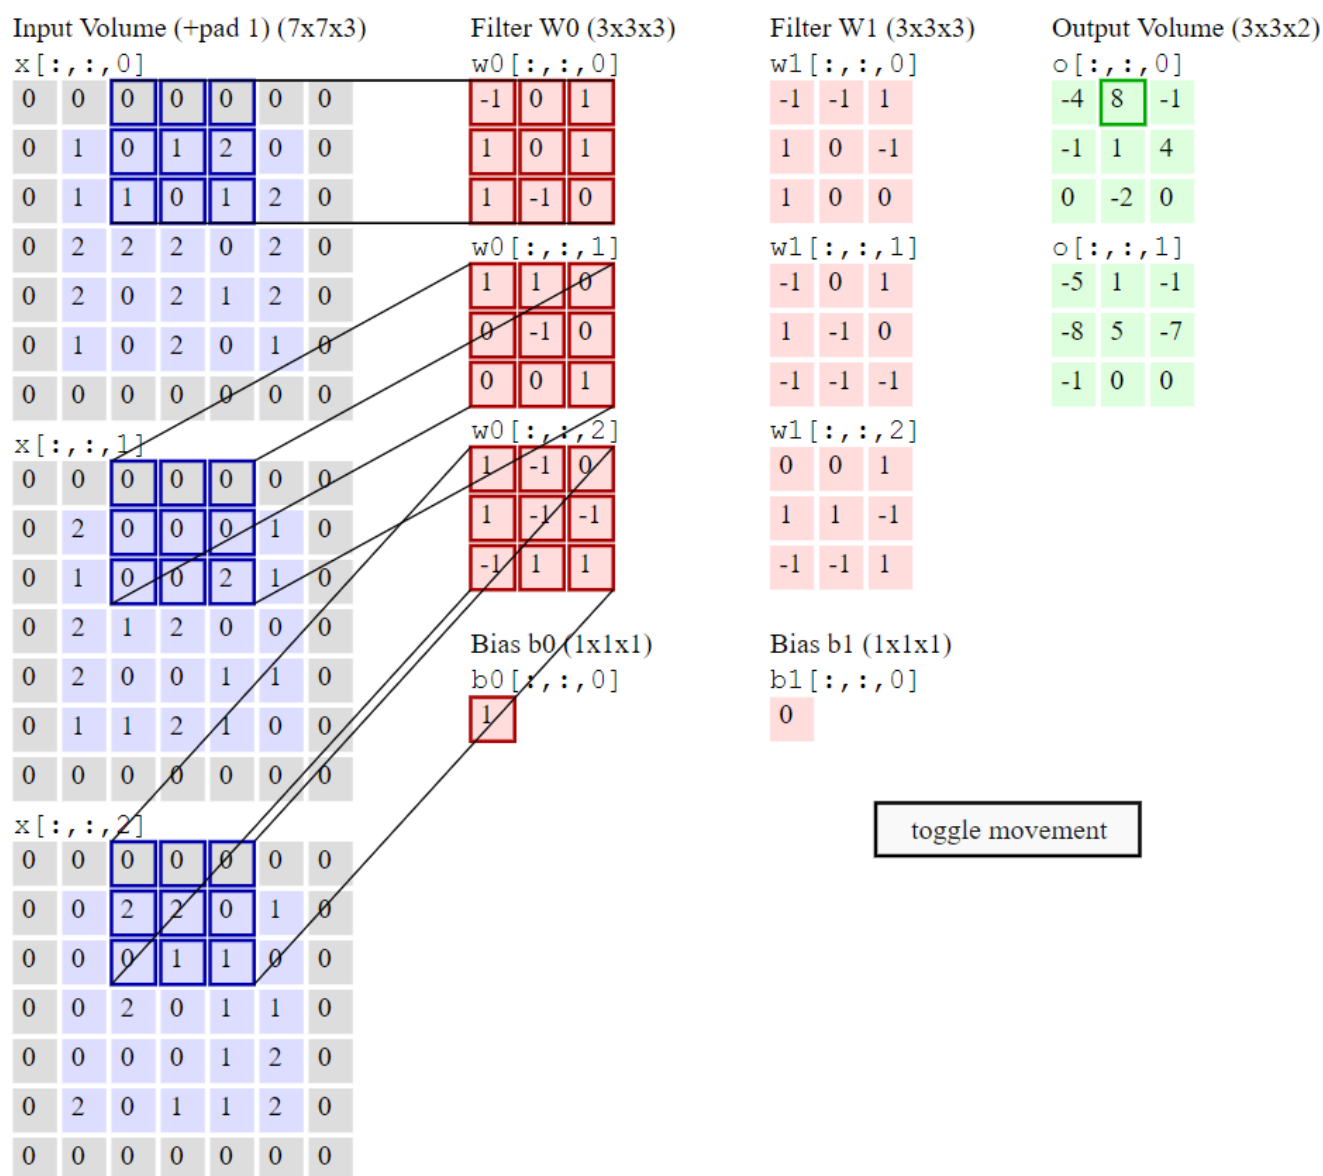 Input Volume (+pad 1) (7x7x3)
x[:,:,0]
0 0 0 0 0 0 0
0 1 0 1 2 0 0
0 1 1 0 1 2 0
0 2 2 2 0 2 0
0 2 0 2 1 2 0
0 1 0 2 0 1 0
0 0 0 0 0 0 0
x[:,:,1]
0 0 0 0 0 0 0
0 2 0 0 0 1 0
0 1 0 0 2 1 0
0 2 1 2 0 0 0
0 2 0 0 1 1 0
0 1 1 2 1 0 0
0 0 0 0 0 0 0
x[:,:,2]
0 0 0 0 0 0 0
0 0 2 2 0 1 0
0 0 0 1 1 0 0
0 0 2 0 1 1 0
0 0 0 0 1 2 0
0 2 0 1 1 2 0
0 0 0 0 0 0 0
Filter W0 (3x3x3)
w0[:,:,0]
-1 0 1
1 0 1
1 -1 0
w0[:,:,1]
1 1 0
0 -1 0
0 0 1
w0[:,:,2]
1 -1 0
1 -1 -1
-1 1 1
Bias b0 (1x1x1)
b0[:,:,0]
1
Filter W1 (3x3x3)
w1[:,:,0]
-1 -1 1
1 0 -1
1 0 0
w1[:,:,1]
-1 0 1
1 -1 0
-1 -1 -1
w1[:,:,2]
0 0 1
1 1 -1
-1 -1 1
Bias b1 (1x1x1)
b1[:,:,0]
0
Output Volume (3x3x2)
o[:,:,0]
-4 8 -1
-1 1 4
0 -2 0
o[:,:,1]
-5 1 -1
-8 5 -7
-1 0 0
toggle movement